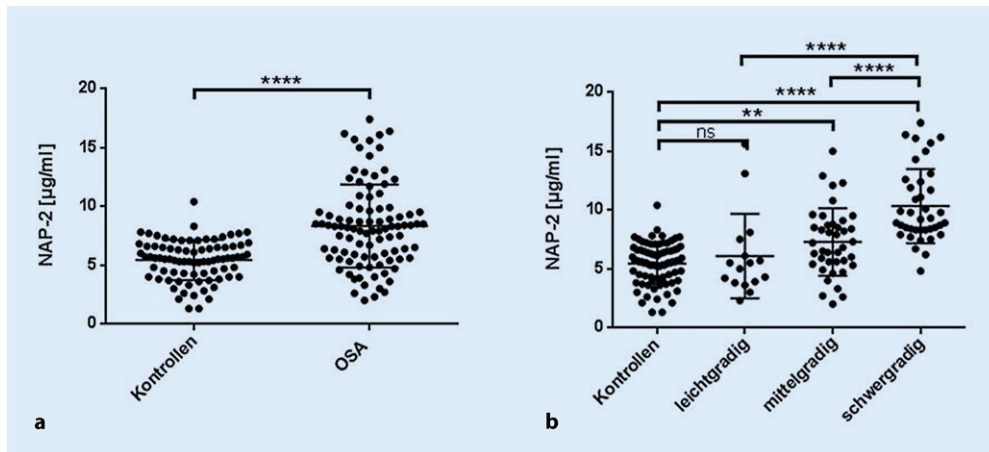 ****
20
15
10
5
0
NAP-2 [µg/ml]
Kontrollen
OSA
a
****
****
****
**
ns
20
15
10
5
0
NAP-2 [µg/ml]
Kontrollen
leichtgradig
mittelgradig
schwergradig
b